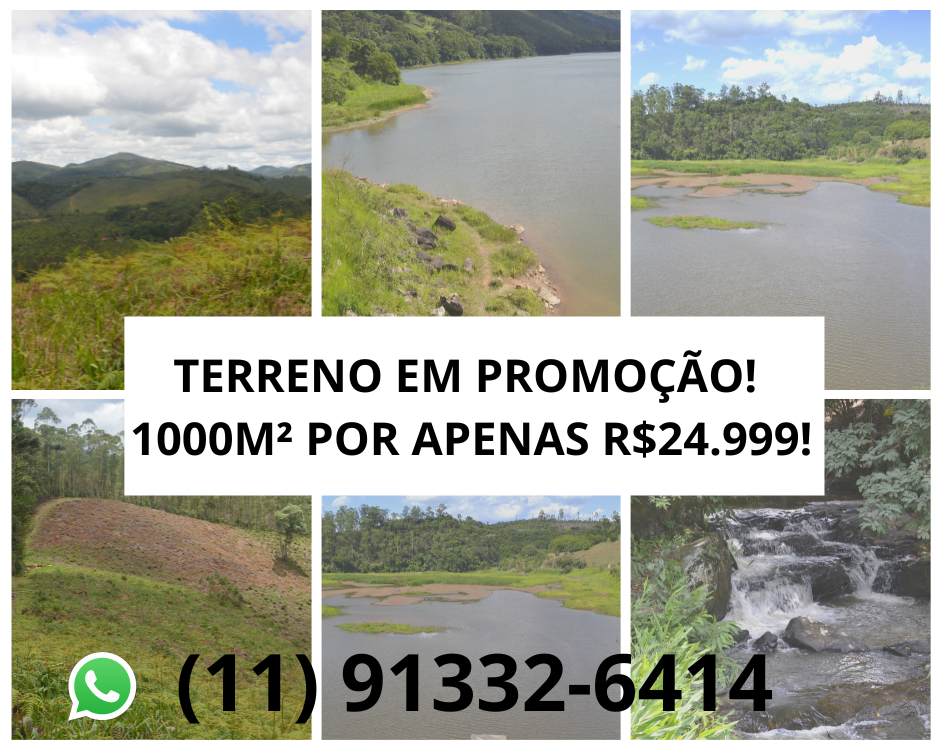 TERRENO EM PROMOÇÃO!
1000M² POR APENAS R$24.999!
(11) 91332-6414